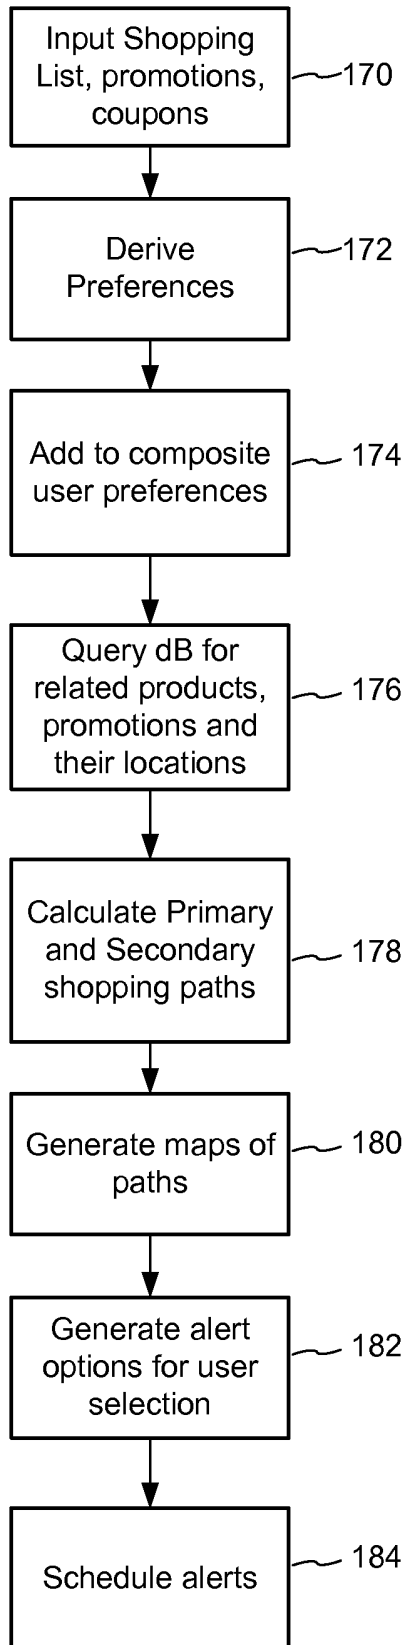 Input Shopping
List, promotions,
coupons
170
Derive
Preferences
172
Add to composite
user preferences
174
Query dB for
related products,
promotions and
their locations
176
Calculate Primary
and Secondary
shopping paths
178
Generate maps of
paths
180
Generate alert
options for user
selection
182
Schedule alerts
184